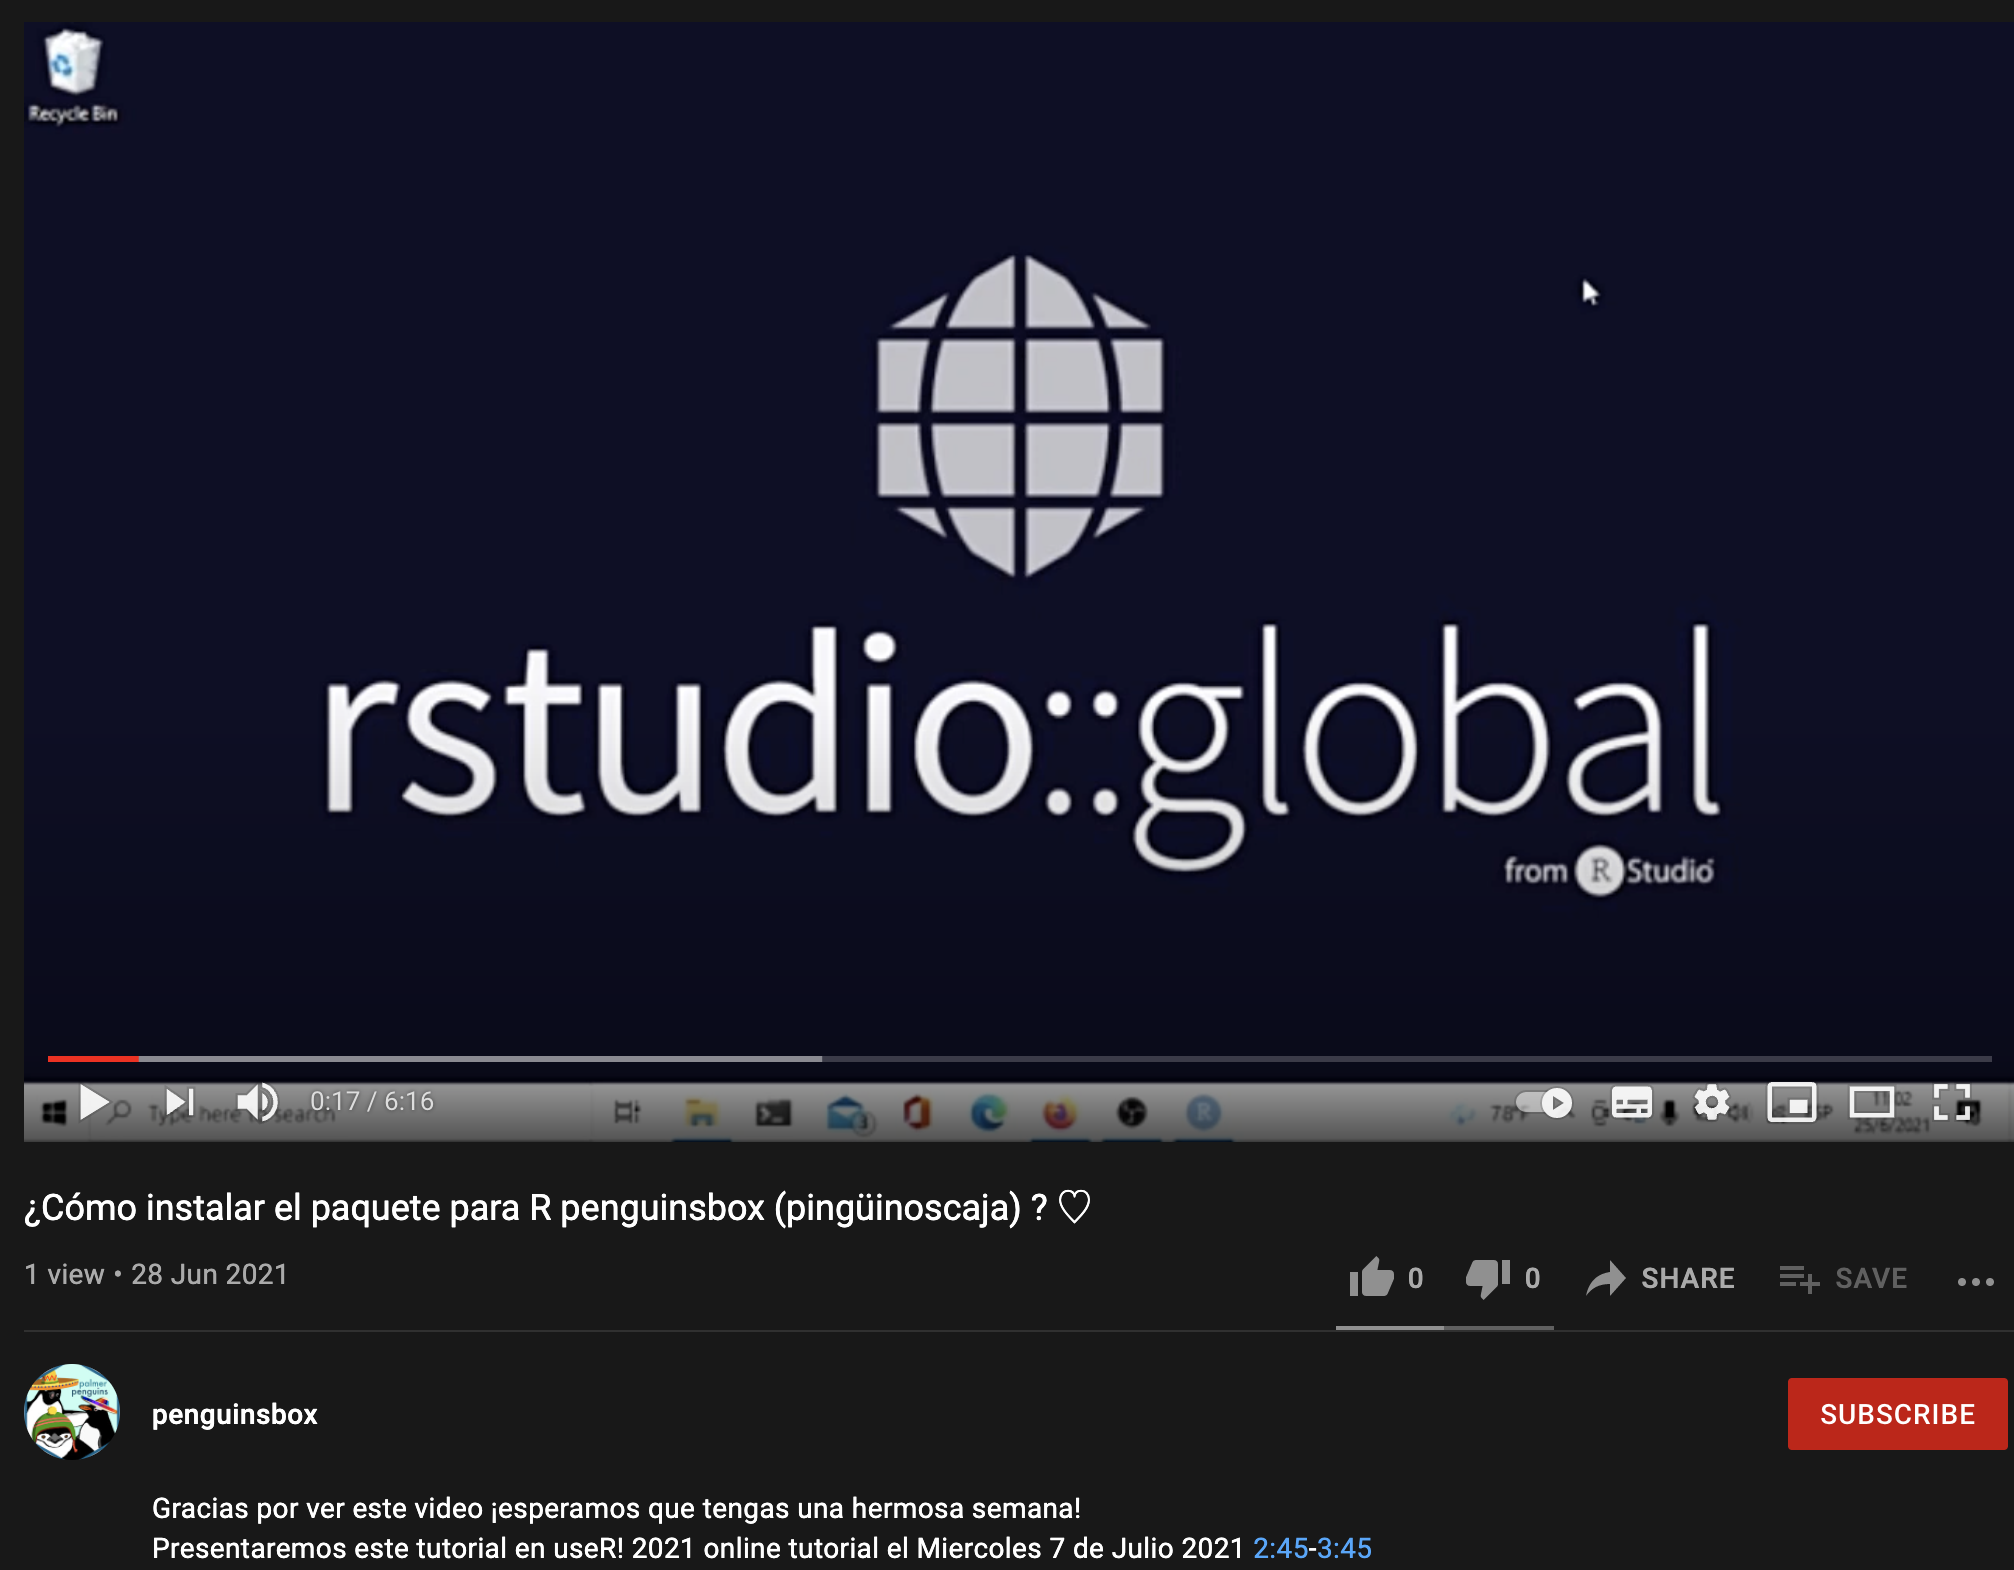 Recycle Bin
rstudio::global
from R Studio
0:17 / 6:16
Type here to search
3
78°F
11:02
25/6/2021
¿Cómo instalar el paquete para R penguinsbox (pingüinoscaja) ? ♡
1 view • 28 Jun 2021
0
0
SHARE
SAVE
palmer
penguins
penguinsbox
SUBSCRIBE
Gracias por ver este video ¡esperamos que tengas una hermosa semana!
Presentaremos este tutorial en useR! 2021 online tutorial el Miercoles 7 de Julio 2021 2:45-3:45